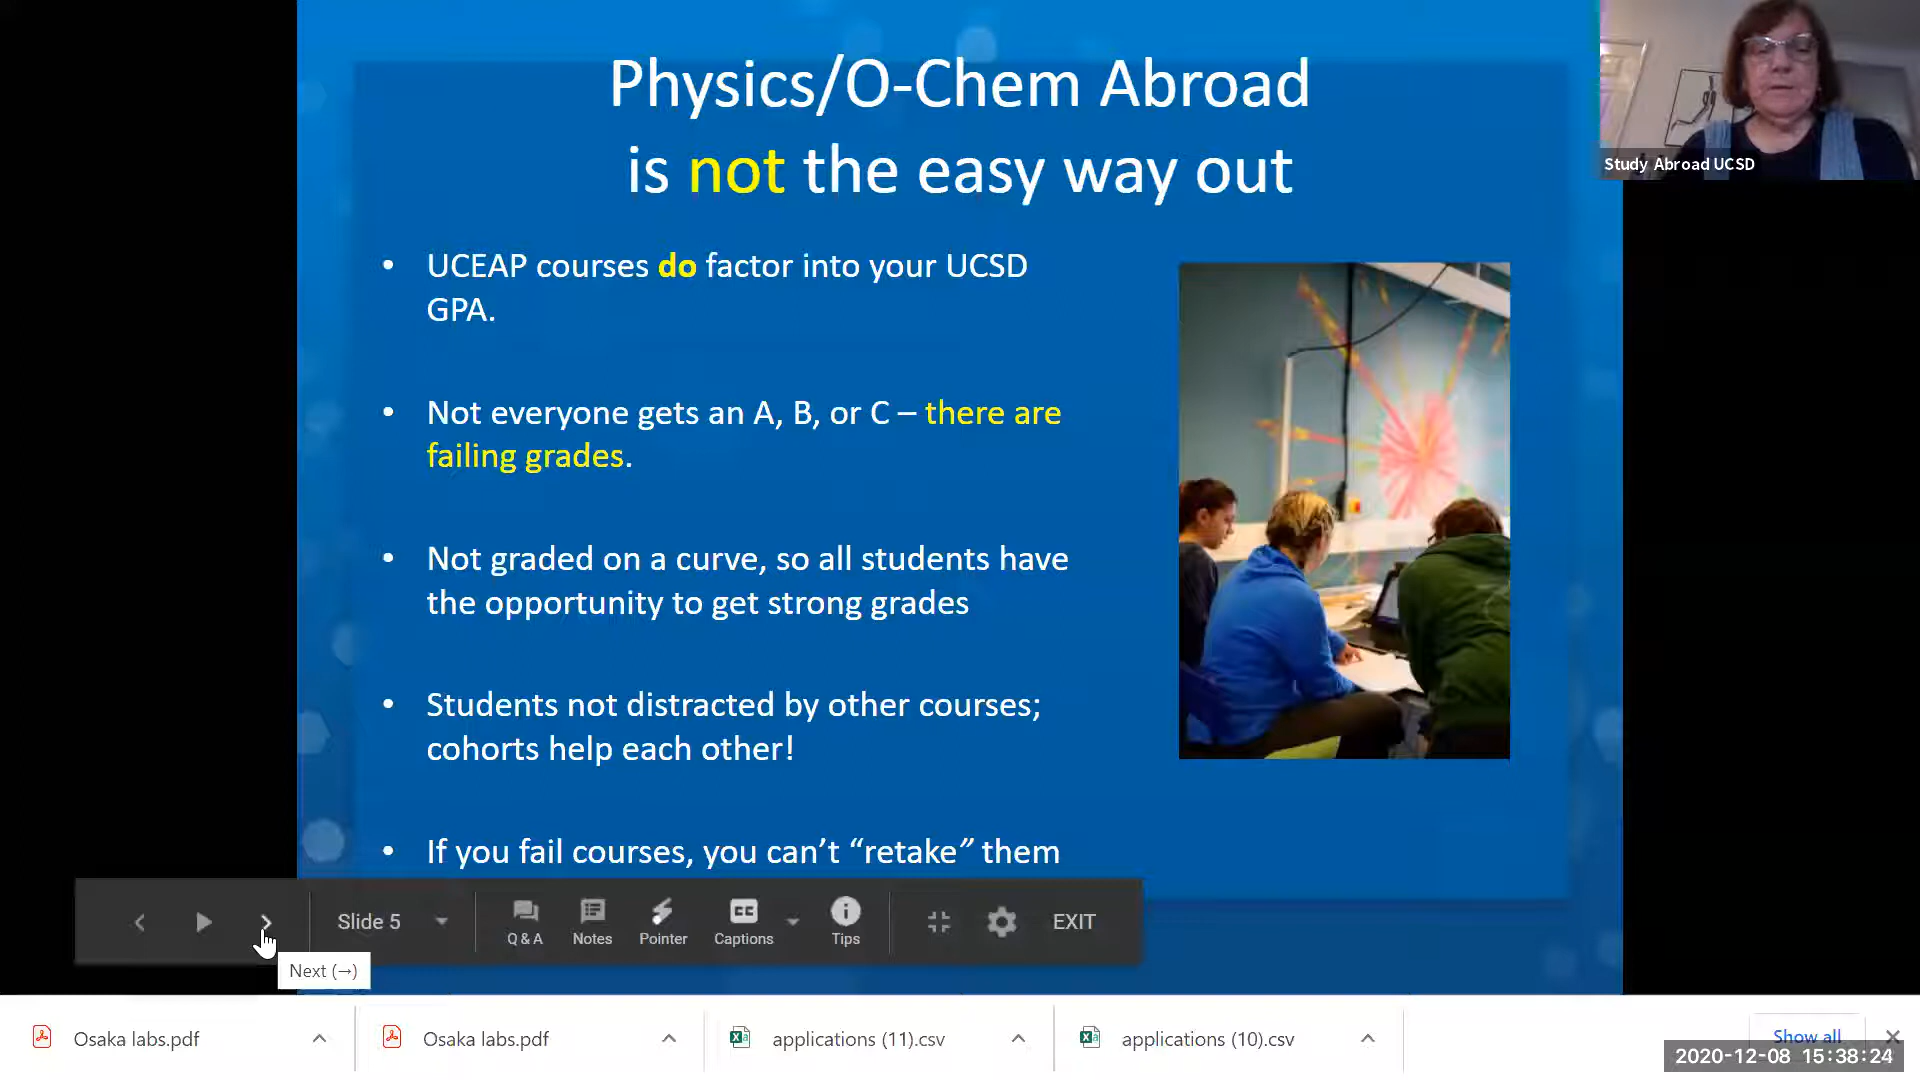 Physics/O-Chem Abroad
is not the easy way out
Study Abroad UCSD
• UCEAP courses do factor into your UCSD
GPA.
• Not everyone gets an A, B, or C – there are
failing grades.
• Not graded on a curve, so all students have
the opportunity to get strong grades
• Students not distracted by other courses;
cohorts help each other!
• If you fail courses, you can’t “retake” them
Slide 5
Q & A
Notes
Pointer
CC
Captions
Tips
EXIT
Next (→)
Osaka labs.pdf
Osaka labs.pdf
applications (11).csv
applications (10).csv
Show all
2020-12-08 15:38:24